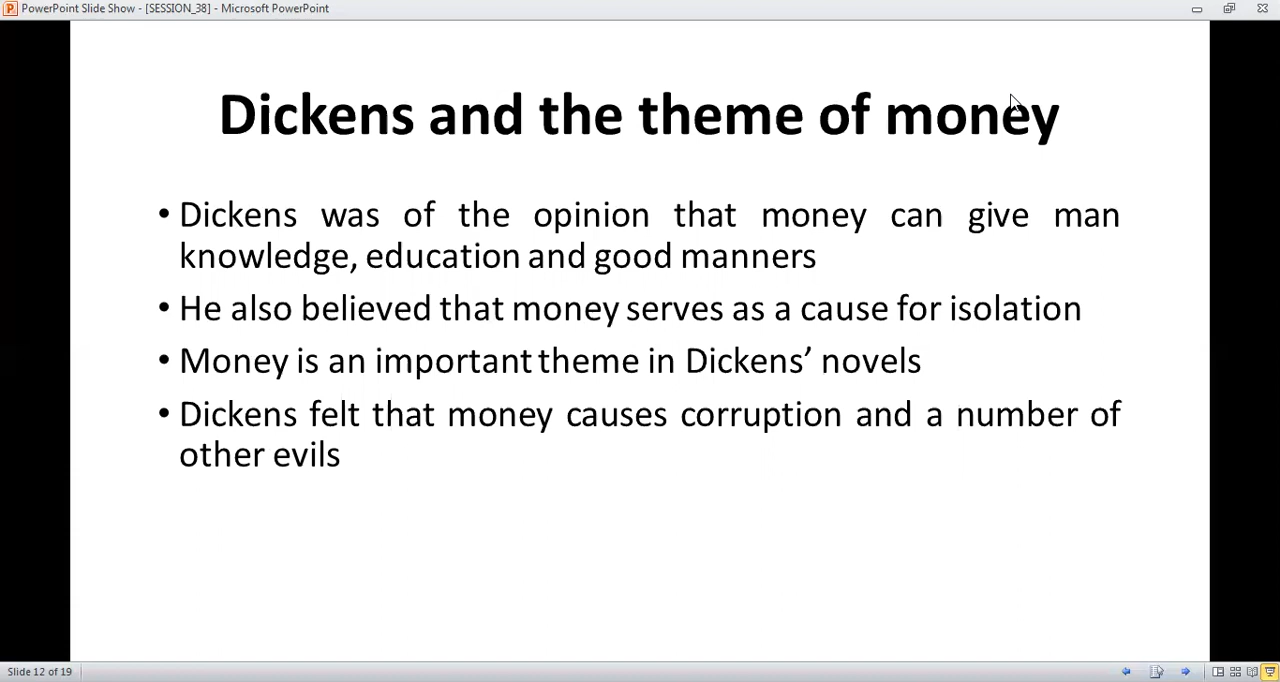 PowerPoint Slide Show - [SESSION_38] - Microsoft PowerPoint
Dickens and the theme of money
• Dickens was of the opinion that money can give man
knowledge, education and good manners
• He also believed that money serves as a cause for isolation
• Money is an important theme in Dickens’ novels
• Dickens felt that money causes corruption and a number of
other evils
Slide 12 of 19